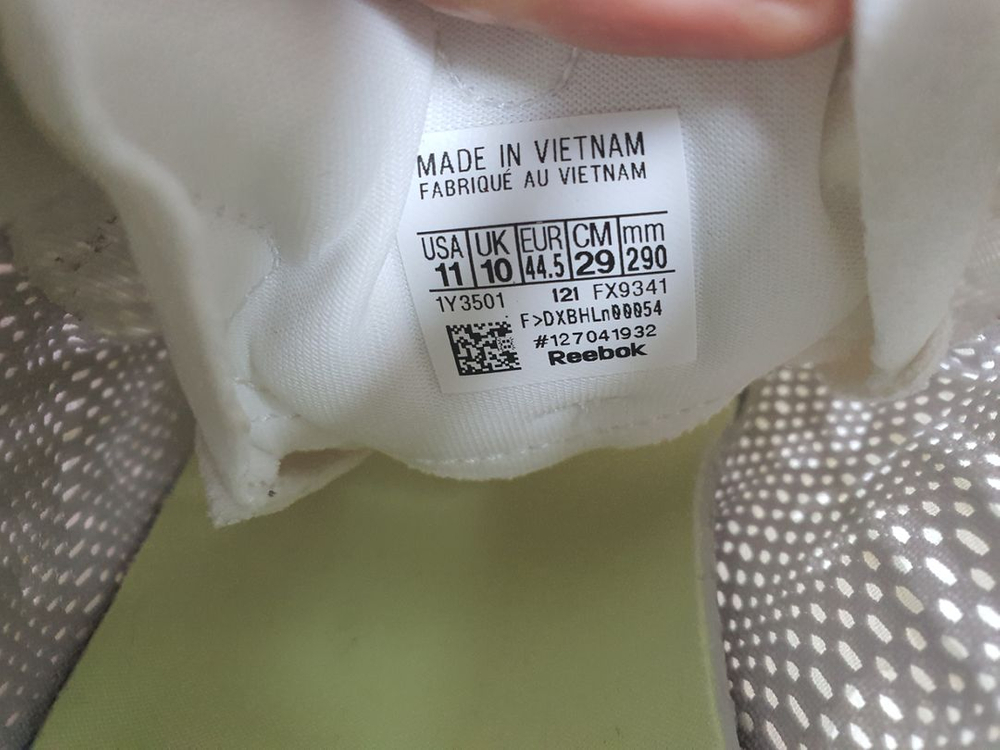 MADE IN VIETNAM
FABRIQUÉ AU VIETNAM
USA UK EUR CM mm
11 10 44.5 29 290
1Y3501 121 FX9341
F>DXBHLn00054
#127041932
Reebok